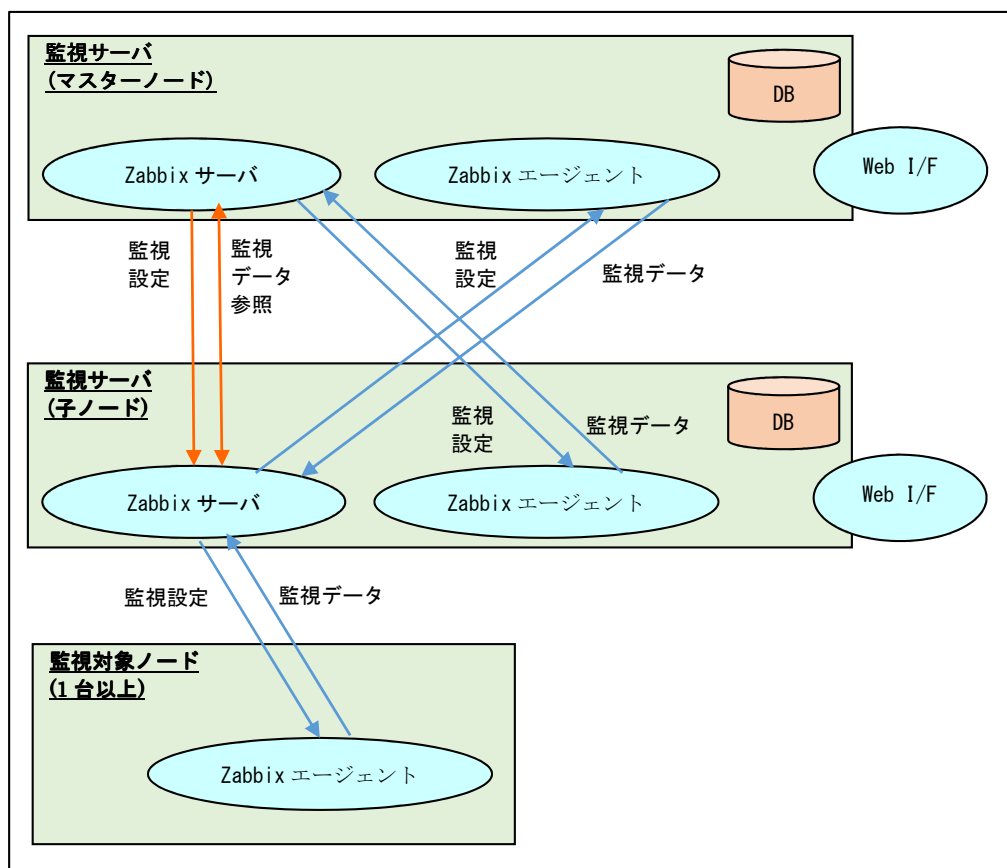 監視サーバ
(マスターノード)
DB
Zabbix サーバ
Zabbix エージェント
Web I/F
監視
設定
監視
データ
参照
監視
設定
監視データ
監視サーバ
(子ノード)
DB
監視
設定
監視データ
Zabbix サーバ
Zabbix エージェント
Web I/F
監視設定
監視データ
監視対象ノード
(1 台以上)
Zabbix エージェント